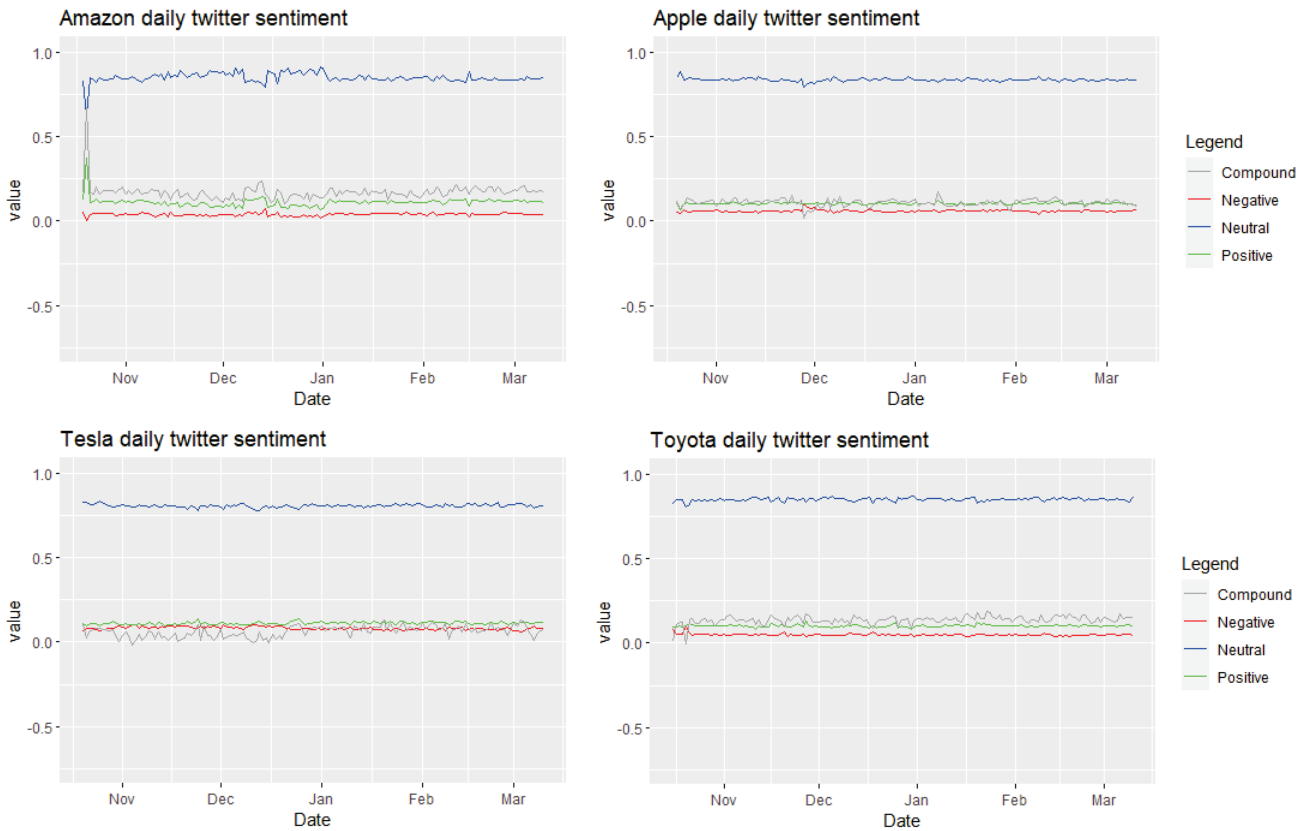 Amazon daily twitter sentiment
1.0
0.5
0.0
-0.5
value
Nov Dec Jan Feb Mar
Date
Apple daily twitter sentiment
1.0
0.5
0.0
-0.5
value
Nov Dec Jan Feb Mar
Date
Legend
Compound
Negative
Neutral
Positive
Tesla daily twitter sentiment
1.0
0.5
0.0
-0.5
value
Nov Dec Jan Feb Mar
Date
Toyota daily twitter sentiment
1.0
0.5
0.0
-0.5
value
Nov Dec Jan Feb Mar
Date
Legend
Compound
Negative
Neutral
Positive